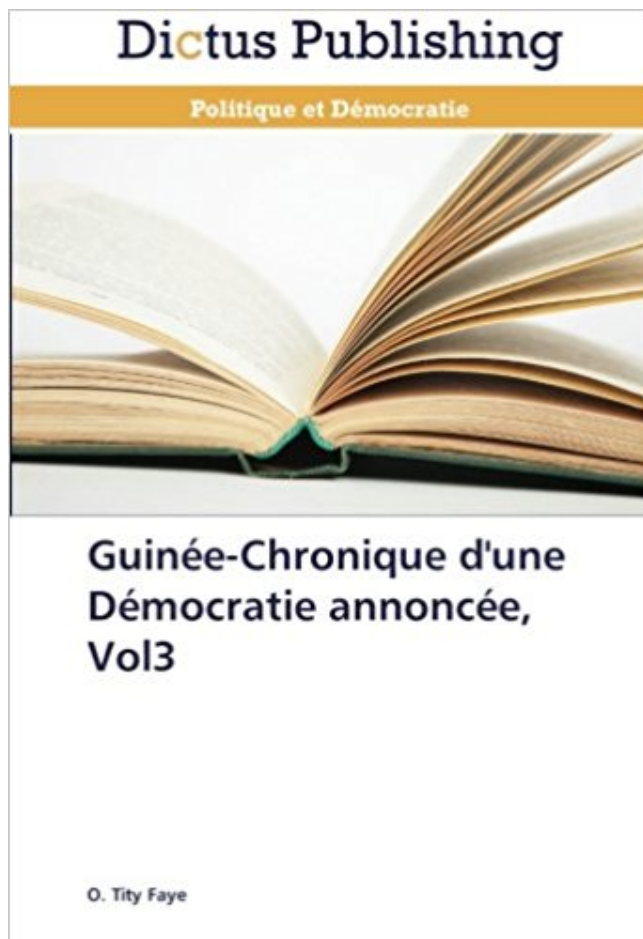 Dictus Publishing
Politique et Démocratie
Guinée-Chronique d'une
Démocratie annoncée,
Vol3
O. Tity Faye